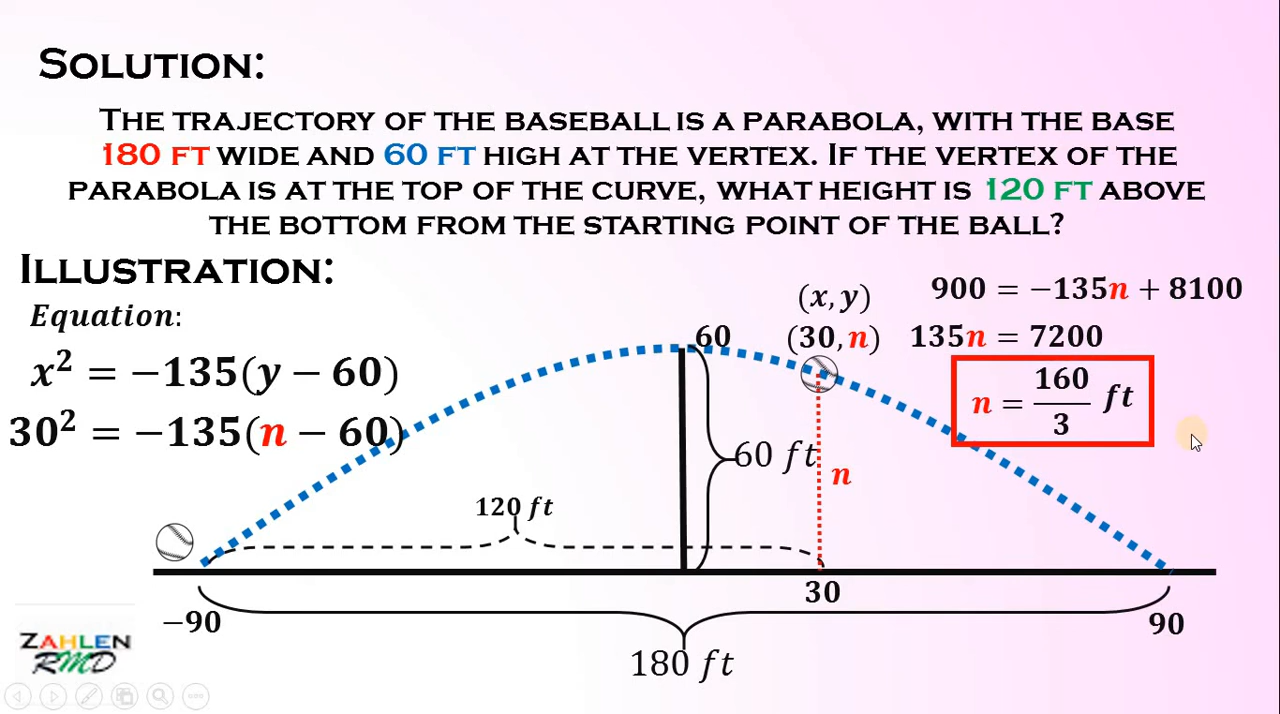 SOLUTION:
THE TRAJECTORY OF THE BASEBALL IS A PARABOLA, WITH THE BASE
180 FT WIDE AND 60 FT HIGH AT THE VERTEX. IF THE VERTEX OF THE
PARABOLA IS AT THE TOP OF THE CURVE, WHAT HEIGHT IS 120 FT ABOVE
THE BOTTOM FROM THE STARTING POINT OF THE BALL?
ILLUSTRATION:
Equation:
x² = −135(y − 60)
30² = −135(n − 60)
(x, y)
(30, n)
900 = −135n + 8100
135n = 7200
n = 160/3 ft
60
60 ft
n
120 ft
30
−90
90
180 ft
ZAHLEN
RMD